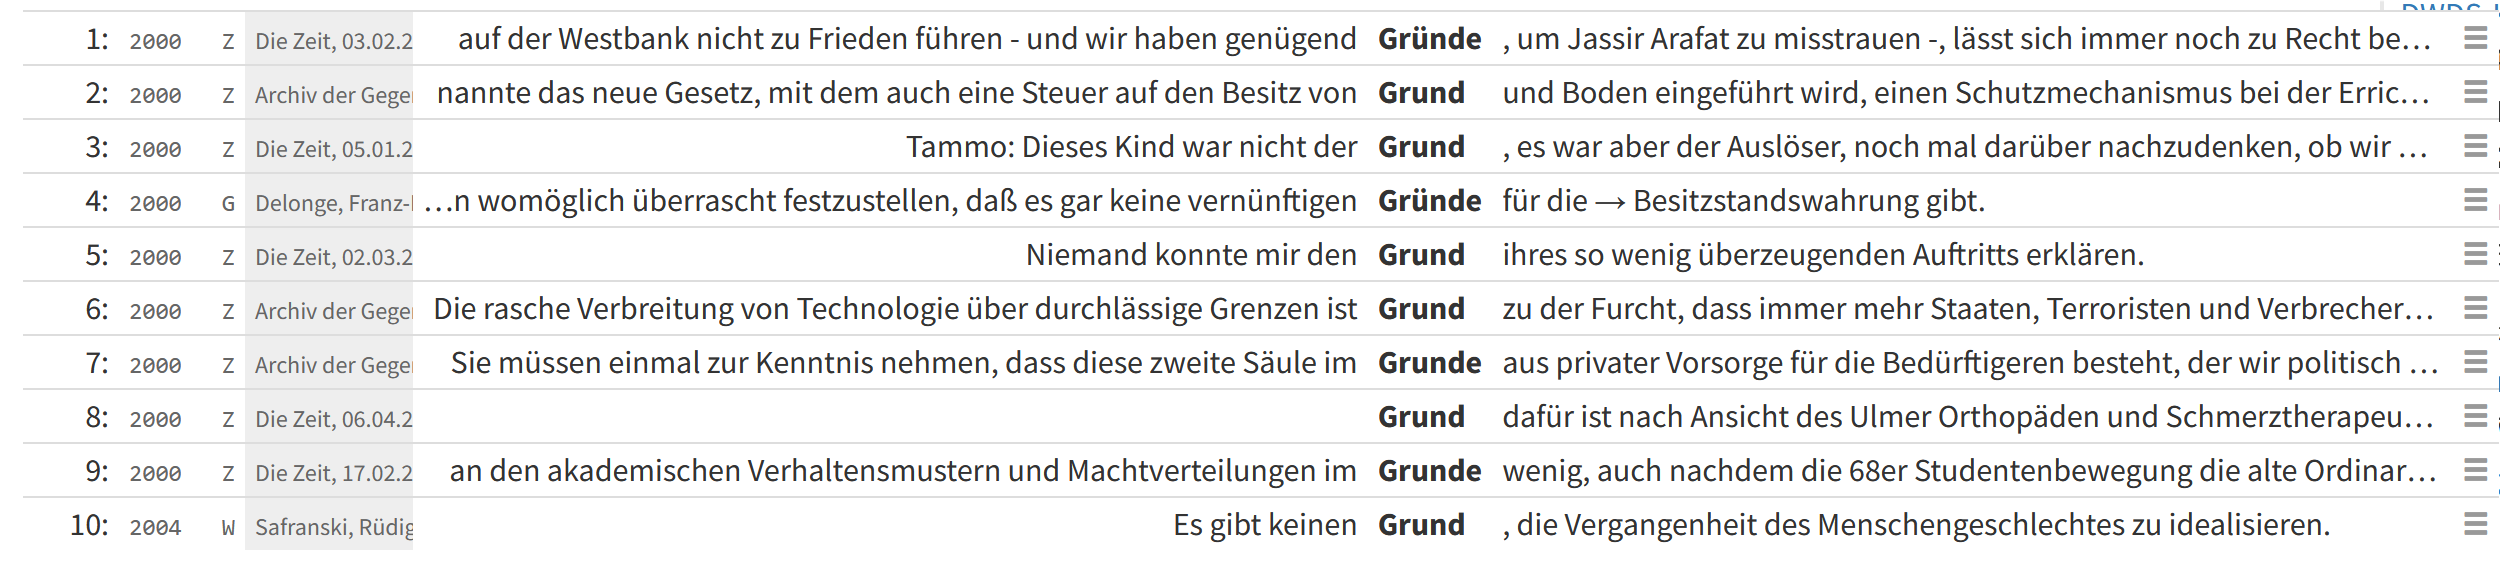 1: 2000 Z Die Zeit, 03.02.2 auf der Westbank nicht zu Frieden führen - und wir haben genügend Gründe , um Jassir Arafat zu misstrauen -, lässt sich immer noch zu Recht be…
2: 2000 Z Archiv der Gege nannte das neue Gesetz, mit dem auch eine Steuer auf den Besitz von Grund und Boden eingeführt wird, einen Schutzmechanismus bei der Erric…
3: 2000 Z Die Zeit, 05.01.2 Tammo: Dieses Kind war nicht der Grund , es war aber der Auslöser, noch mal darüber nachzudenken, ob wir …
4: 2000 G Delonge, Franz- …n womöglich überrascht festzustellen, daß es gar keine vernünftigen Gründe für die → Besitzstandswahrung gibt.
5: 2000 Z Die Zeit, 02.03.2 Niemand konnte mir den Grund ihres so wenig überzeugenden Auftritts erklären.
6: 2000 Z Archiv der Gege Die rasche Verbreitung von Technologie über durchlässige Grenzen ist Grund zu der Furcht, dass immer mehr Staaten, Terroristen und Verbrecher…
7: 2000 Z Archiv der Gege Sie müssen einmal zur Kenntnis nehmen, dass diese zweite Säule im Grunde aus privater Vorsorge für die Bedürftigeren besteht, der wir politisch …
8: 2000 Z Die Zeit, 06.04.2 Grund dafür ist nach Ansicht des Ulmer Orthopäden und Schmerztherapeu…
9: 2000 Z Die Zeit, 17.02.2 an den akademischen Verhaltensmustern und Machtverteilungen im Grunde wenig, auch nachdem die 68er Studentenbewegung die alte Ordinar…
10: 2004 W Safranski, Rüdig Es gibt keinen Grund , die Vergangenheit des Menschengeschlechtes zu idealisieren.